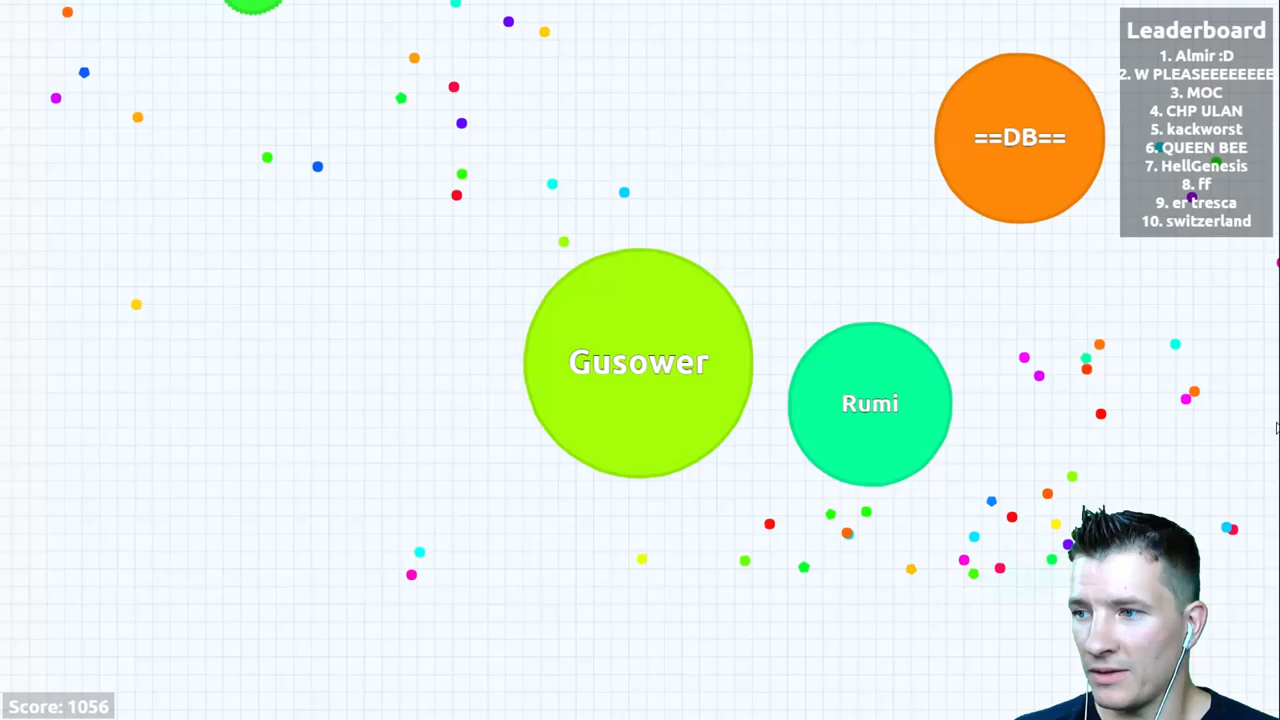 Leaderboard
1. Almir :D
2. W PLEASEEEEEEEE
3. MOC
4. CHP ULAN
5. kackworst
6. QUEEN BEE
7. HellGenesis
8. ff
9. er tresca
10. switzerland
==DB==
Gusower
Rumi
Score: 1056